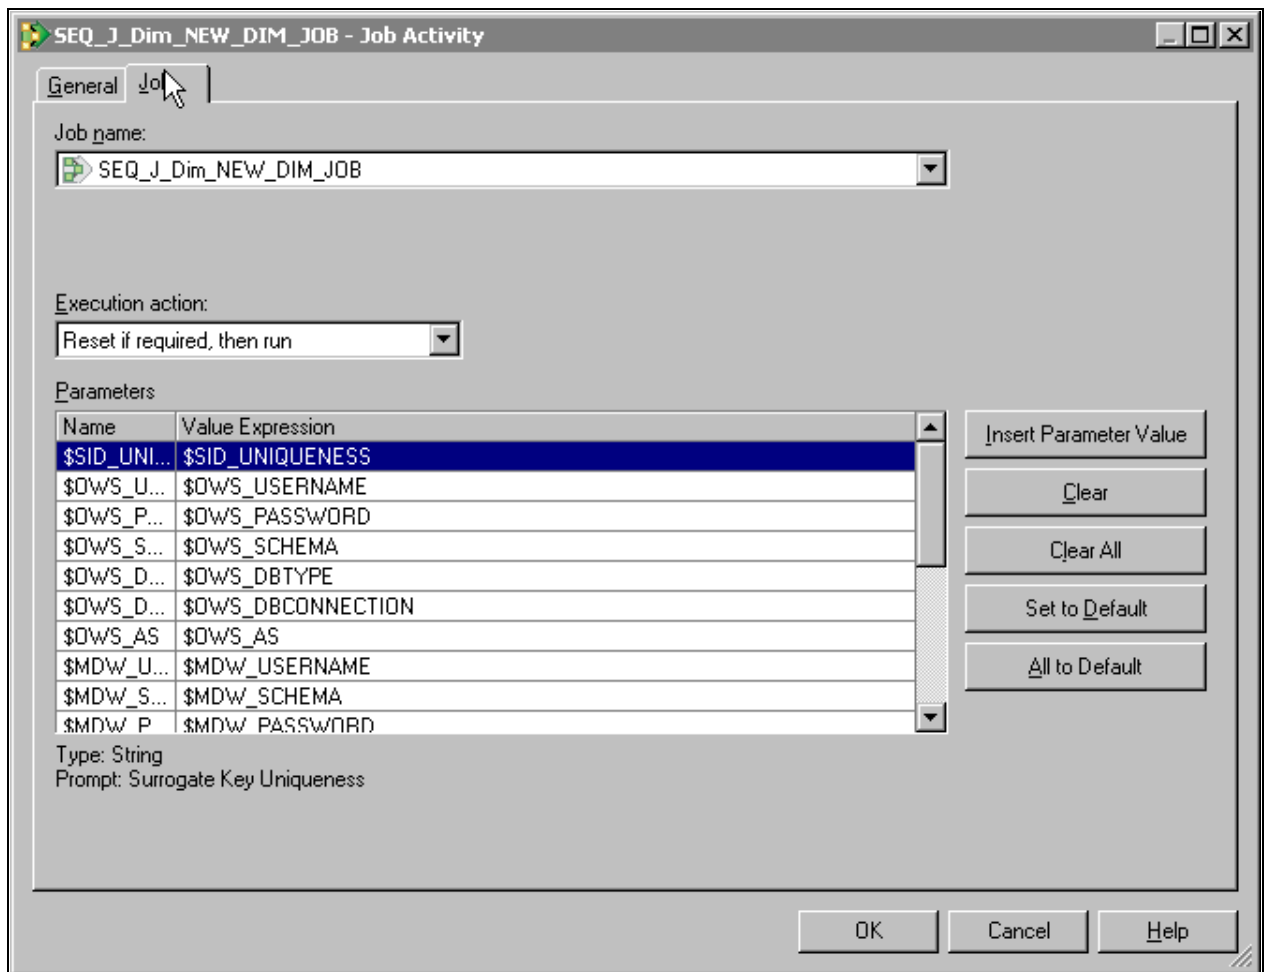 SEQ_J_Dim_NEW_DIM_JOB - Job Activity
General Jo
Job name:
SEQ_J_Dim_NEW_DIM_JOB
Execution action:
Reset if required, then run
Parameters
Name Value Expression
$SID_UNI... $SID_UNIQUENESS
$OWS_U... $OWS_USERNAME
$OWS_P... $OWS_PASSWORD
$OWS_S... $OWS_SCHEMA
$OWS_D... $OWS_DBTYPE
$OWS_D... $OWS_DBCONNECTION
$OWS_AS $OWS_AS
$MDW_U... $MDW_USERNAME
$MDW_S... $MDW_SCHEMA
$MDW_P $MDW_PASSWORD
Insert Parameter Value
Clear
Clear All
Set to Default
All to Default
Type: String
Prompt: Surrogate Key Uniqueness
OK Cancel Help